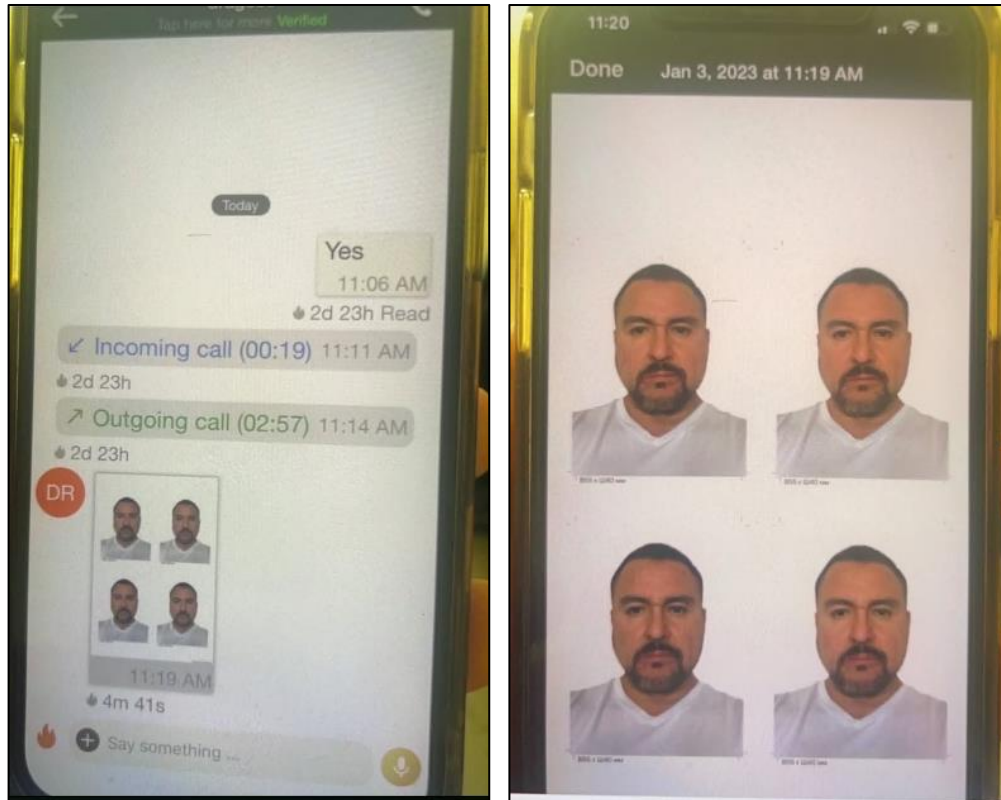 Tap here for more Verified
Today
Yes
11:06 AM
2d 23h Read
Incoming call (00:19) 11:11 AM
2d 23h
Outgoing call (02:57) 11:14 AM
2d 23h
DR
11:19 AM
4m 41s
Say something ...
11:20
Done Jan 3, 2023 at 11:19 AM